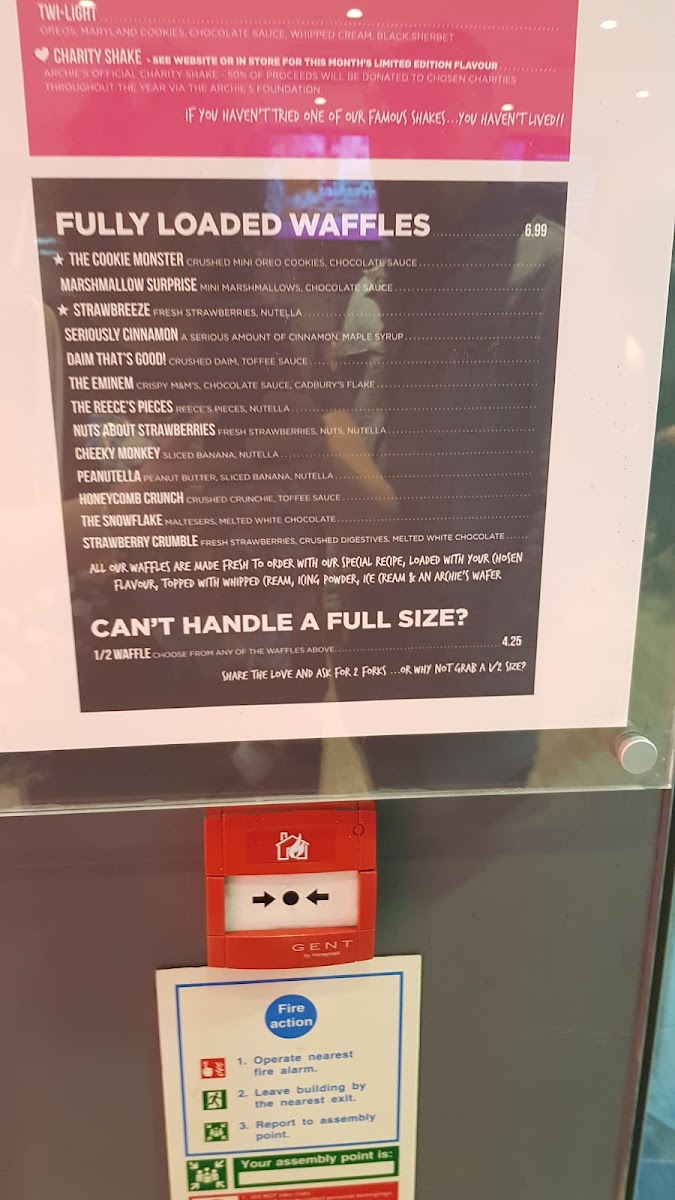 TWI-LIGHT
OREOS, MARYLAND COOKIES, CHOCOLATE SAUCE, WHIPPED CREAM, BLACK SHERBET
CHARITY SHAKE - SEE WEBSITE OR IN STORE FOR THIS MONTH'S LIMITED EDITION FLAVOUR
ARCHIE'S OFFICIAL CHARITY SHAKE - 50% OF PROCEEDS WILL BE DONATED TO CHOSEN CHARITIES
THROUGHOUT THE YEAR VIA THE ARCHIE'S FOUNDATION.
IF YOU HAVEN'T TRIED ONE OF OUR FAMOUS SHAKES...YOU HAVEN'T LIVED!!
FULLY LOADED WAFFLES 6.99
★ THE COOKIE MONSTER CRUSHED MINI OREO COOKIES, CHOCOLATE SAUCE
MARSHMALLOW SURPRISE MINI MARSHMALLOWS, CHOCOLATE SAUCE
★ STRAWBREEZE FRESH STRAWBERRIES, NUTELLA
SERIOUSLY CINNAMON A SERIOUS AMOUNT OF CINNAMON, MAPLE SYRUP
DAIM THAT'S GOOD! CRUSHED DAIM, TOFFEE SAUCE
THE EMINEM CRISPY M&M'S, CHOCOLATE SAUCE, CADBURY'S FLAKE
THE REECE'S PIECES REECE'S PIECES, NUTELLA
NUTS ABOUT STRAWBERRIES FRESH STRAWBERRIES, NUTS, NUTELLA
CHEEKY MONKEY SLICED BANANA, NUTELLA
PEANUTELLA PEANUT BUTTER, SLICED BANANA, NUTELLA
HONEYCOMB CRUNCH CRUSHED CRUNCHIE, TOFFEE SAUCE
THE SNOWFLAKE MALTESERS, MELTED WHITE CHOCOLATE
STRAWBERRY CRUMBLE FRESH STRAWBERRIES, CRUSHED DIGESTIVES, MELTED WHITE CHOCOLATE
ALL OUR WAFFLES ARE MADE FRESH TO ORDER WITH OUR SPECIAL RECIPE, LOADED WITH YOUR CHOSEN
FLAVOUR, TOPPED WITH WHIPPED CREAM, ICING POWDER, ICE CREAM & AN ARCHIE'S WAFER
CAN'T HANDLE A FULL SIZE?
1/2 WAFFLE CHOOSE FROM ANY OF THE WAFFLES ABOVE 4.25
SHARE THE LOVE AND ASK FOR 2 FORKS ...OR WHY NOT GRAB A 1/2 SIZE?
GENT
by Honeywell
Fire
action
1. Operate nearest
fire alarm.
2. Leave building by
the nearest exit.
3. Report to assembly
point.
Your assembly point is: